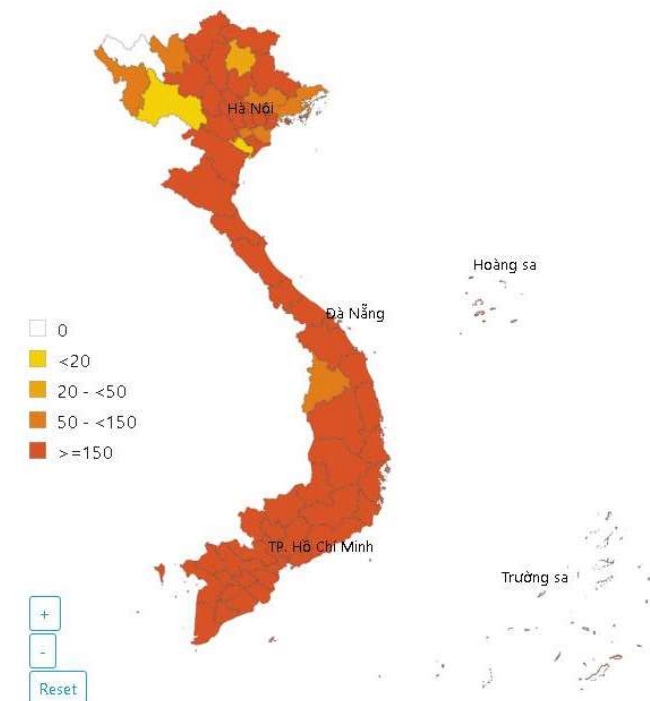 Hà Nội
Hoàng sa
Đà Nẵng
0
<20
20 - <50
50 - <150
>=150
TP. Hồ Chí Minh
Trường sa
+
-
Reset